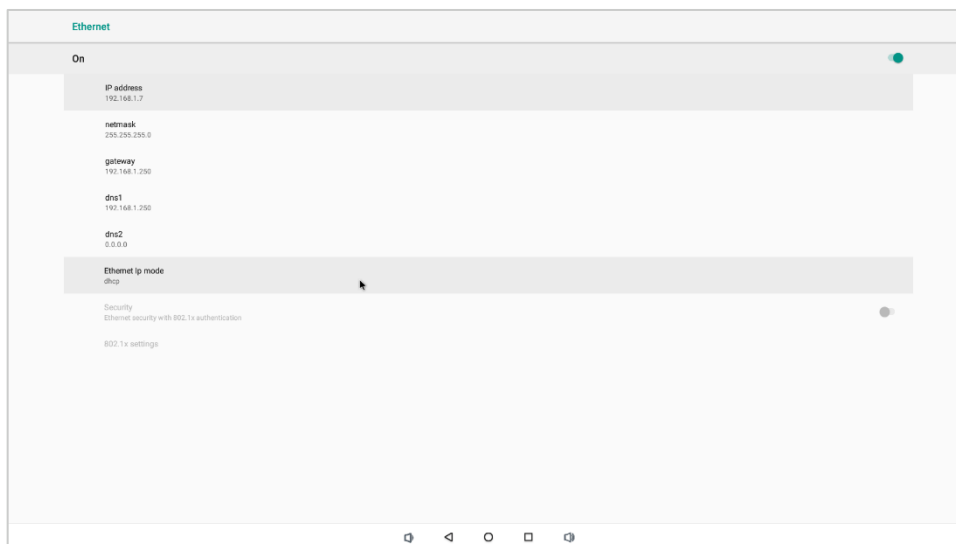 Ethernet
On
IP address
192.168.1.7
netmask
255.255.255.0
gateway
192.168.1.250
dns1
192.168.1.250
dns2
0.0.0.0
Ethernet Ip mode
dhcp
Security
Ethernet security with 802.1x authentication
802.1x settings